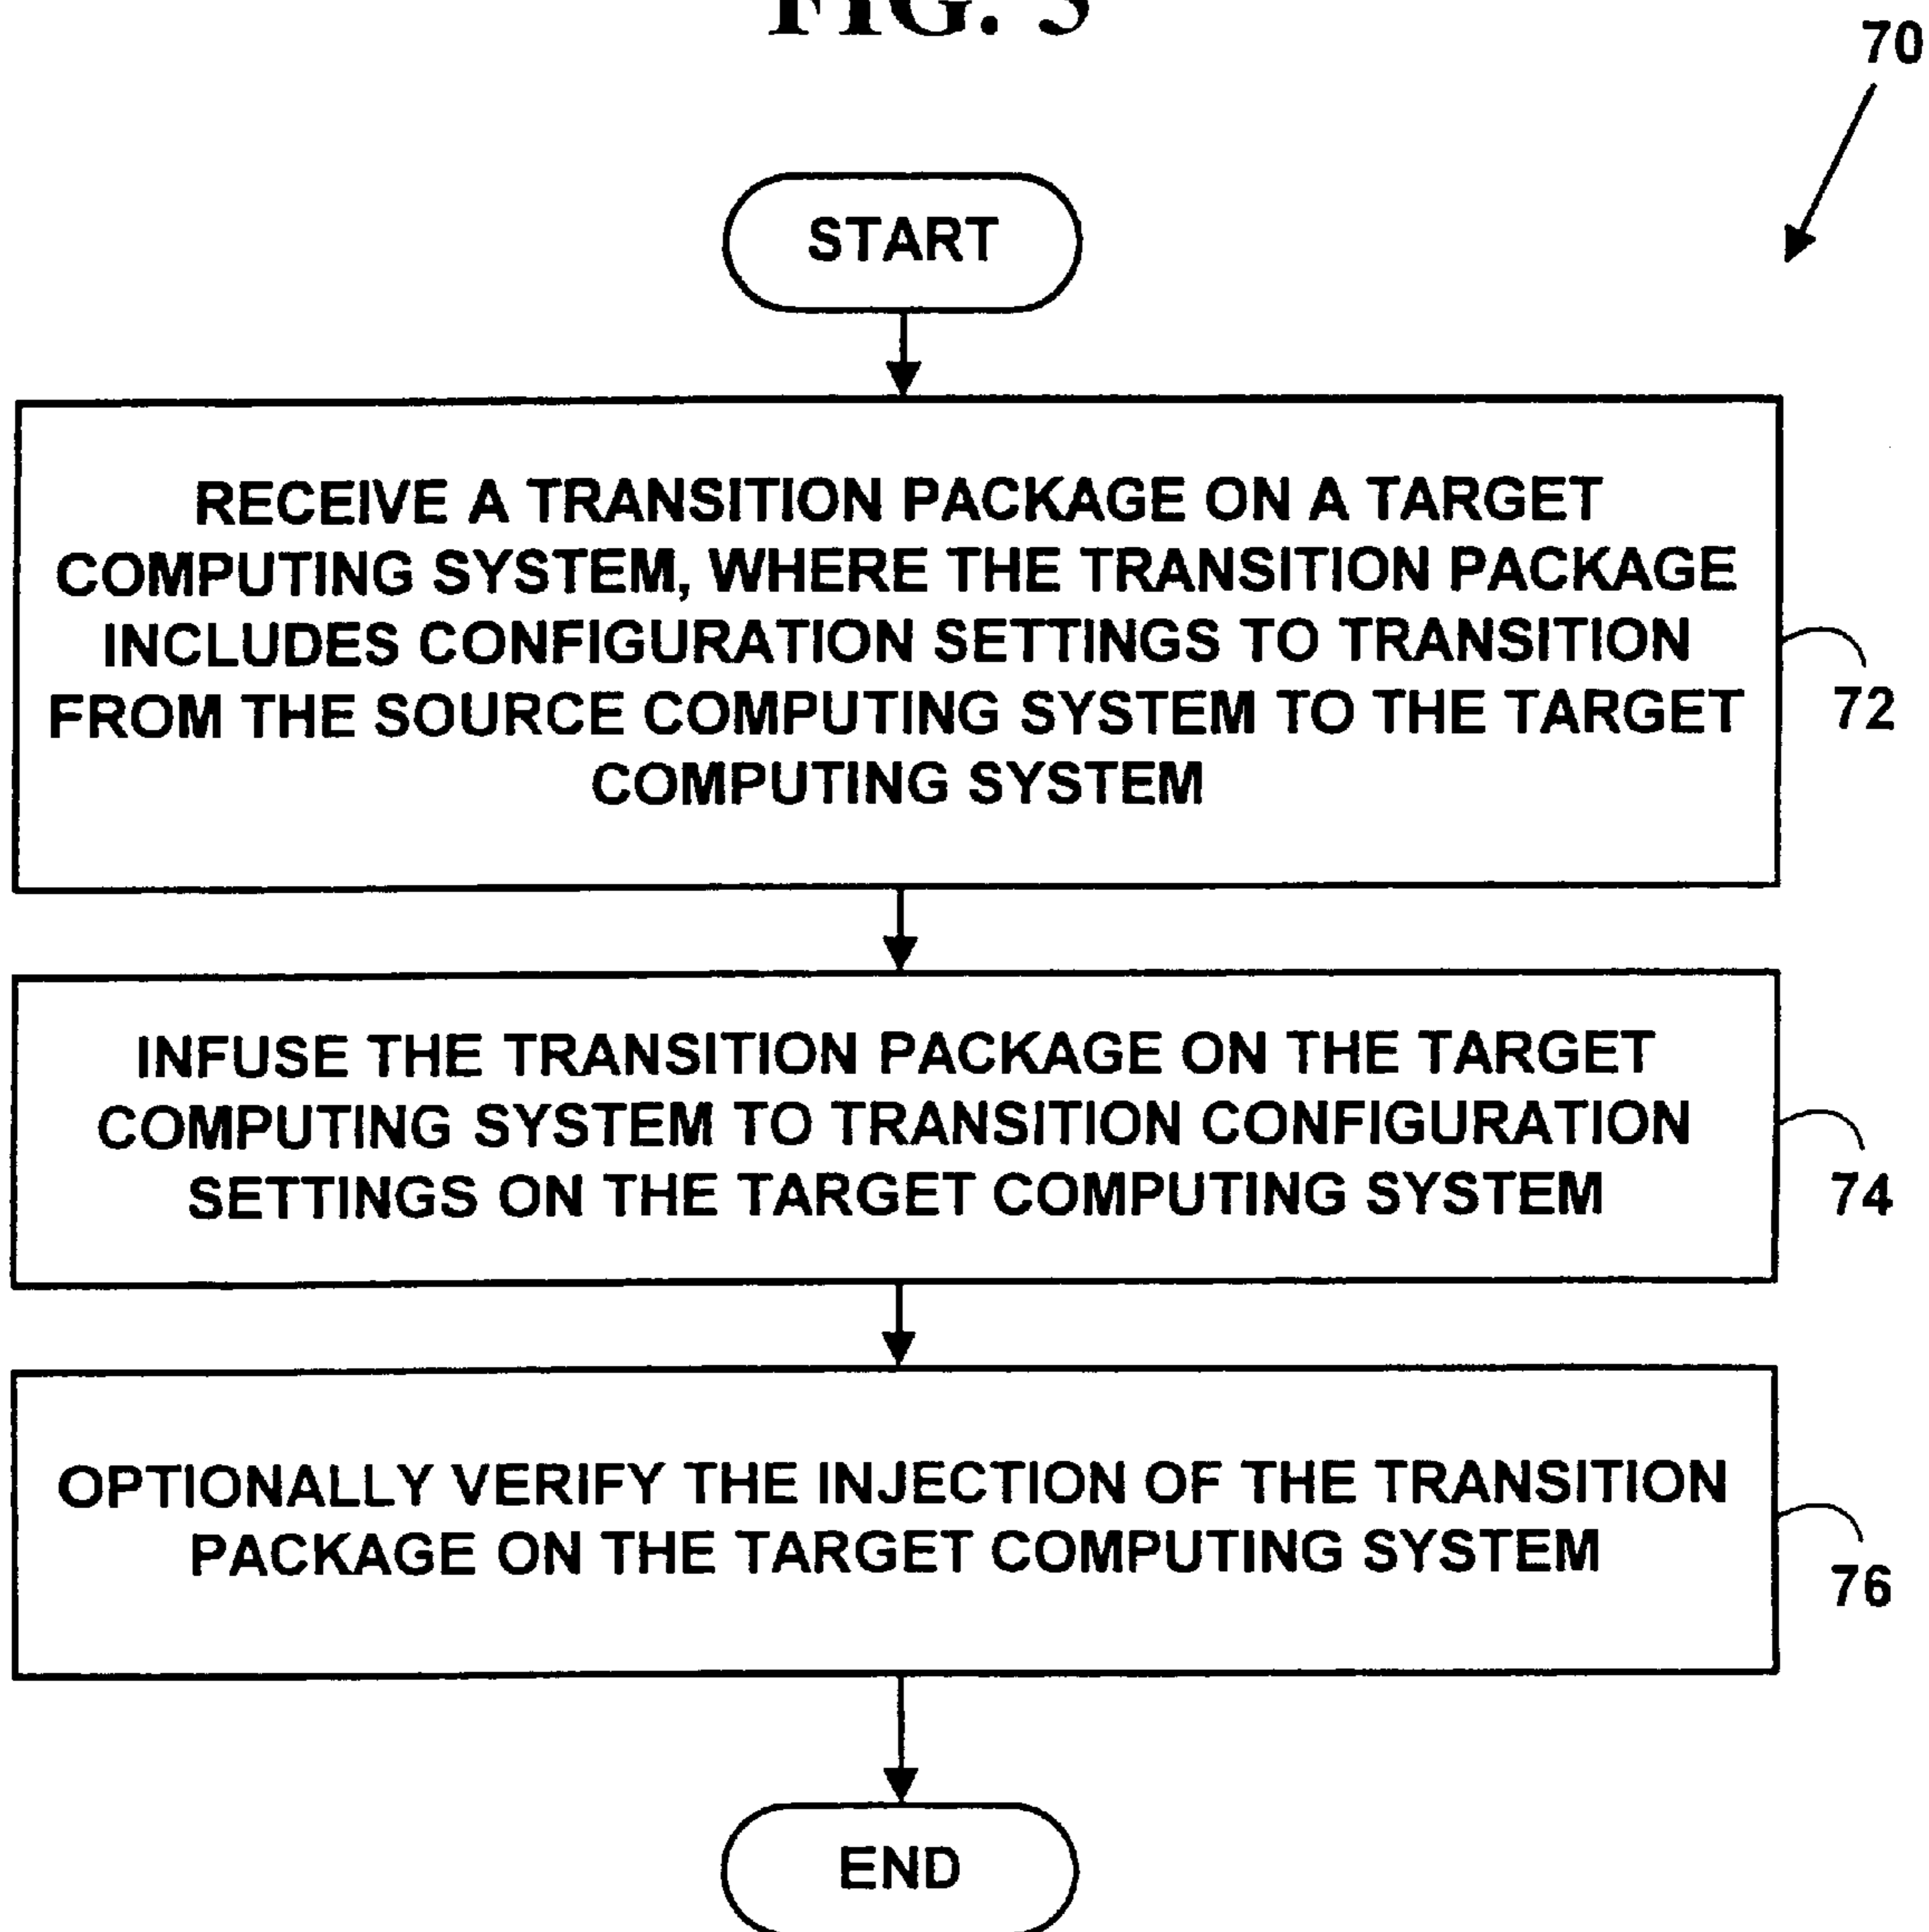 FIG. 5
70
START
RECEIVE A TRANSITION PACKAGE ON A TARGET
COMPUTING SYSTEM, WHERE THE TRANSITION PACKAGE
INCLUDES CONFIGURATION SETTINGS TO TRANSITION
FROM THE SOURCE COMPUTING SYSTEM TO THE TARGET
COMPUTING SYSTEM
72
INFUSE THE TRANSITION PACKAGE ON THE TARGET
COMPUTING SYSTEM TO TRANSITION CONFIGURATION
SETTINGS ON THE TARGET COMPUTING SYSTEM
74
OPTIONALLY VERIFY THE INJECTION OF THE TRANSITION
PACKAGE ON THE TARGET COMPUTING SYSTEM
76
END